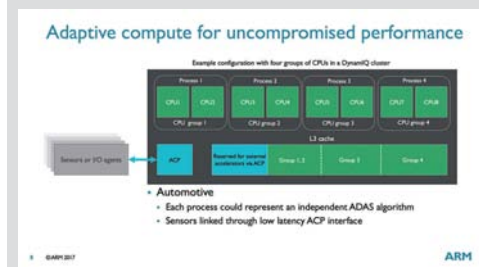 Adaptive compute for uncompromised performance
Example configuration with four groups of CPUs in a DynamIQ cluster
Process 1
Process 2
Process 3
Process 4
CPU1
CPU2
CPU3
CPU4
CPU5
CPU6
CPU7
CPU8
CPU group 1
CPU group 2
CPU group 3
CPU group 4
L3 cache
Sensors or I/O agents
ACP
Reserved for external
accelerators via ACP
Group 1, 2
Group 3
Group 4
• Automotive
• Each process could represent an independent ADAS algorithm
• Sensors linked through low latency ACP interface
8 ©ARM 2017
ARM